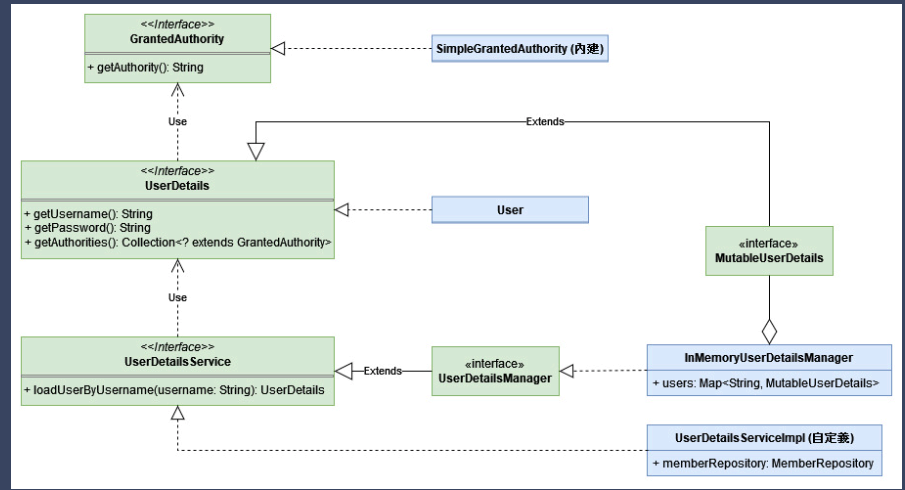 <<Interface>>
GrantedAuthority
+ getAuthority(): String
SimpleGrantedAuthority (內建)
Use
Extends
<<Interface>>
UserDetails
+ getUsername(): String
+ getPassword(): String
+ getAuthorities(): Collection<? extends GrantedAuthority>
User
«interface»
MutableUserDetails
Use
<<Interface>>
UserDetailsService
+ loadUserByUsername(username: String): UserDetails
Extends
«interface»
UserDetailsManager
InMemoryUserDetailsManager
+ users: Map<String, MutableUserDetails>
UserDetailsServiceImpl (自定義)
+ memberRepository: MemberRepository